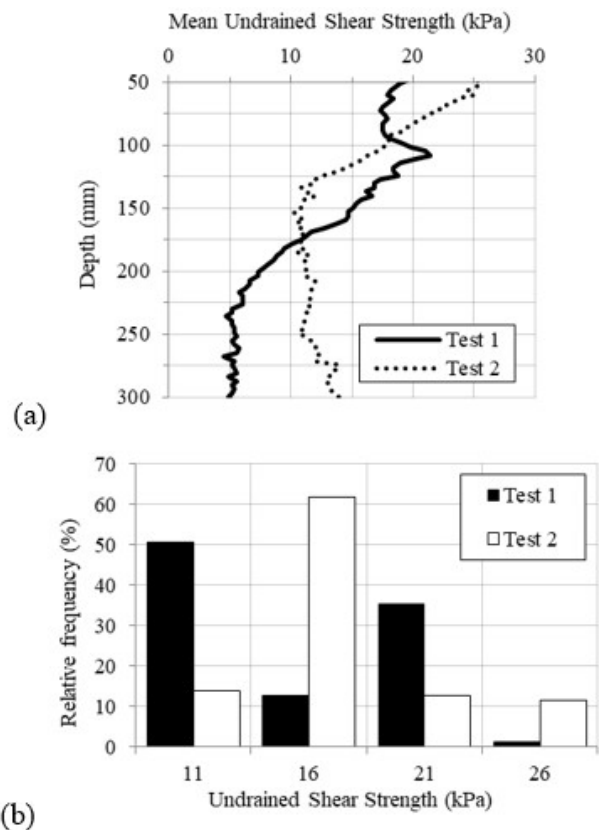 Mean Undrained Shear Strength (kPa)
0 10 20 30
50
100
150
200
250
300
Depth (mm)
Test 1
Test 2
(a)
70
60
50
40
30
20
10
0
Relative frequency (%)
Test 1
Test 2
11 16 21 26
Undrained Shear Strength (kPa)
(b)